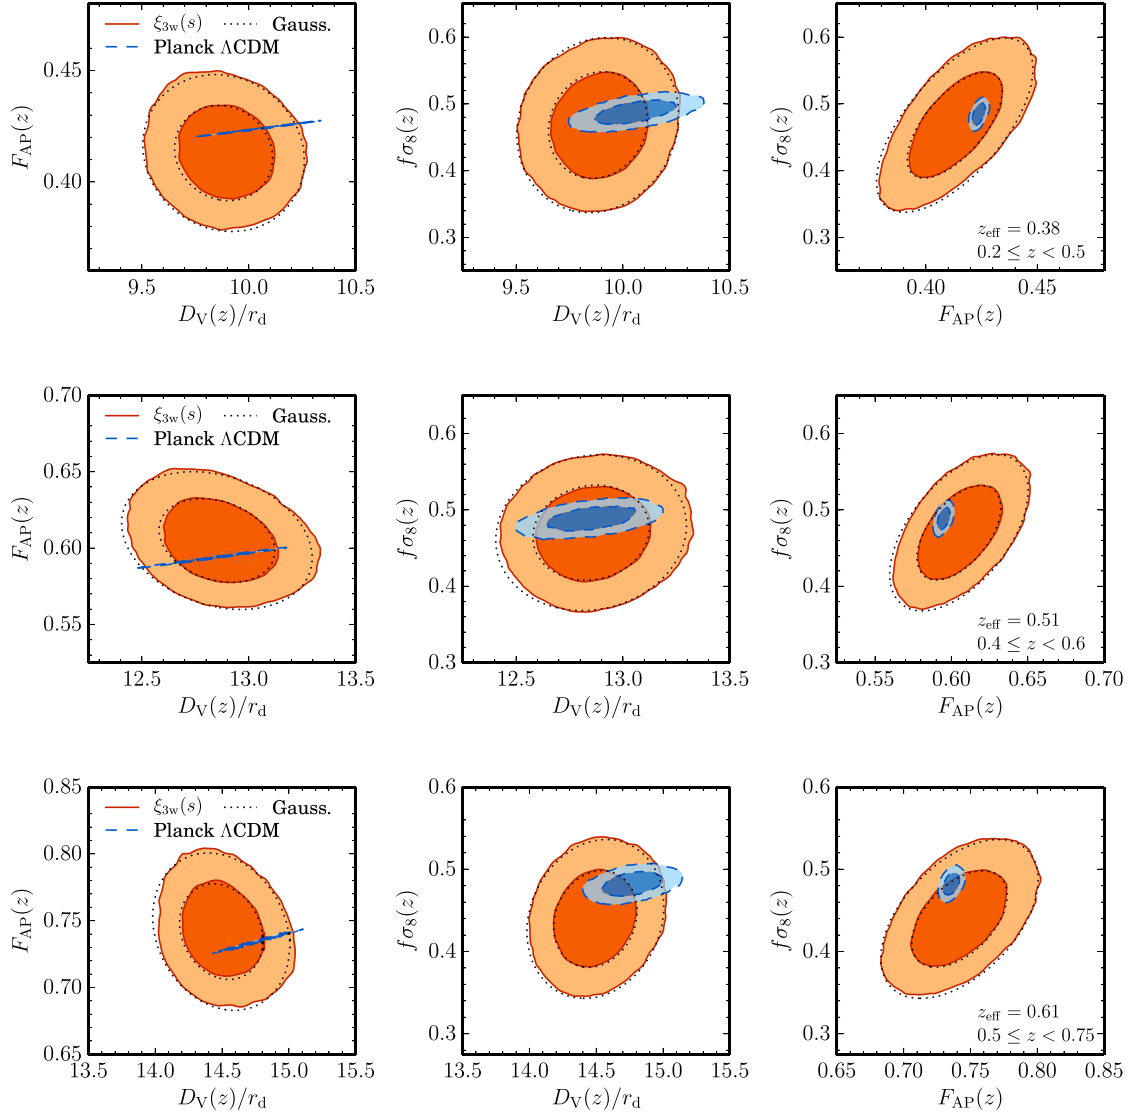 ξ3w(s) Gauss.
Planck ΛCDM
0.45
0.40
FAP(z)
9.5 10.0 10.5
DV(z)/rd
0.6
0.5
0.4
0.3
fσ8(z)
9.5 10.0 10.5
DV(z)/rd
0.6
0.5
0.4
0.3
fσ8(z)
zeff = 0.38
0.2 ≤ z < 0.5
0.40 0.45
FAP(z)
ξ3w(s) Gauss.
Planck ΛCDM
0.70
0.65
0.60
0.55
FAP(z)
12.5 13.0 13.5
DV(z)/rd
0.6
0.5
0.4
0.3
fσ8(z)
12.5 13.0 13.5
DV(z)/rd
0.6
0.5
0.4
0.3
fσ8(z)
zeff = 0.51
0.4 ≤ z < 0.6
0.55 0.60 0.65 0.70
FAP(z)
ξ3w(s) Gauss.
Planck ΛCDM
0.85
0.80
0.75
0.70
0.65
FAP(z)
13.5 14.0 14.5 15.0 15.5
DV(z)/rd
0.6
0.5
0.4
0.3
fσ8(z)
13.5 14.0 14.5 15.0 15.5
DV(z)/rd
0.6
0.5
0.4
0.3
fσ8(z)
zeff = 0.61
0.5 ≤ z < 0.75
0.65 0.70 0.75 0.80 0.85
FAP(z)